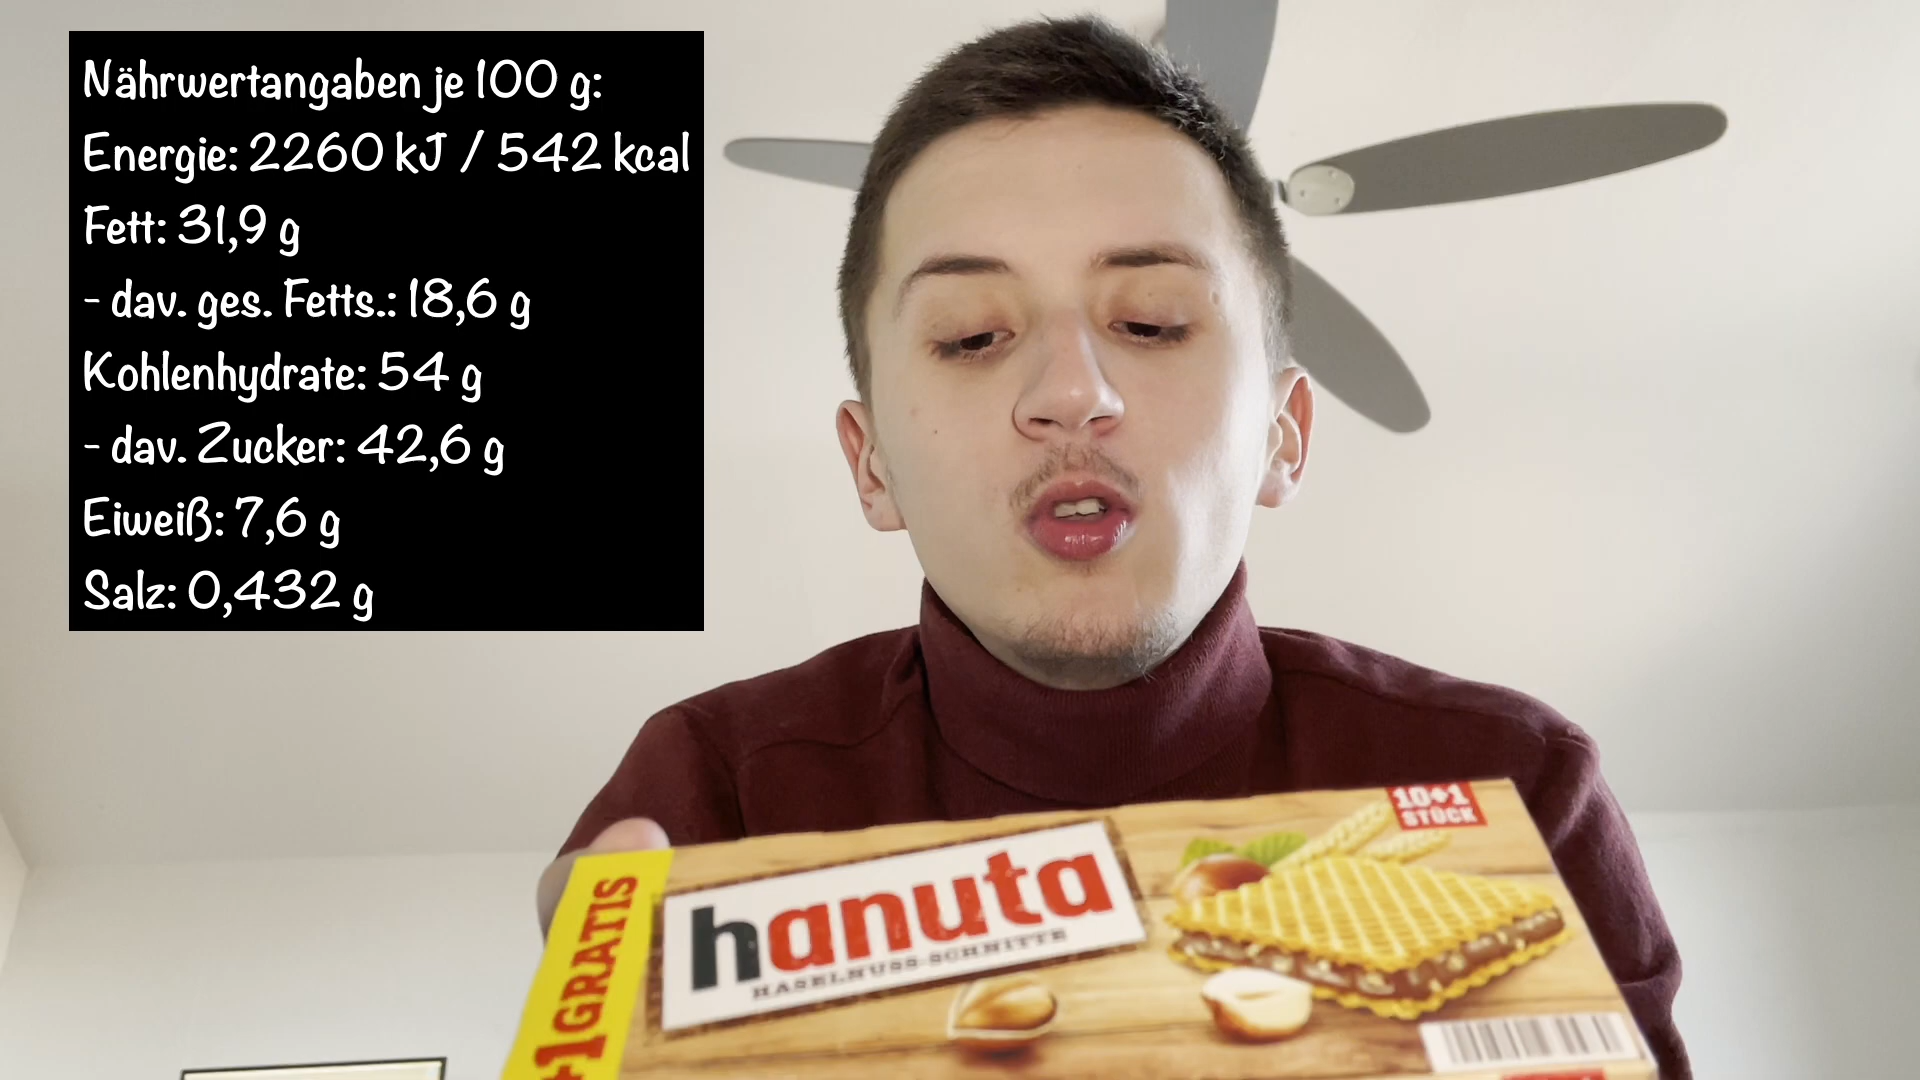 Nährwertangaben je 100 g:
Energie: 2260 kJ / 542 kcal
Fett: 31,9 g
- dav. ges. Fetts.: 18,6 g
Kohlenhydrate: 54 g
- dav. Zucker: 42,6 g
Eiweiß: 7,6 g
Salz: 0,432 g
10+1
STÜCK
+1 GRATIS
hanuta
HASELNUSS-SCHNITTE